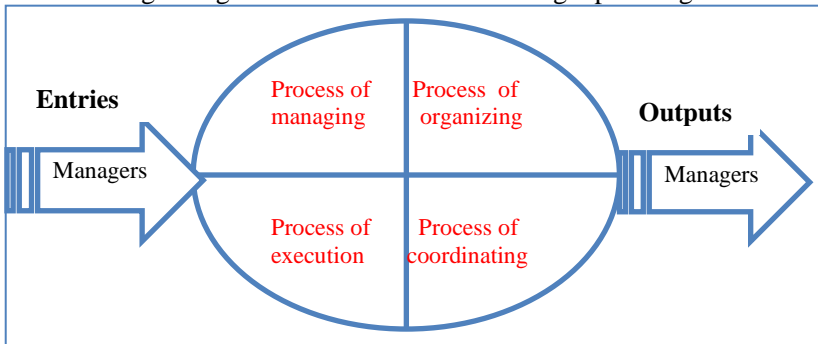 Entries
Managers
Process of
managing
Process of
organizing
Process of
execution
Process of
coordinating
Outputs
Managers